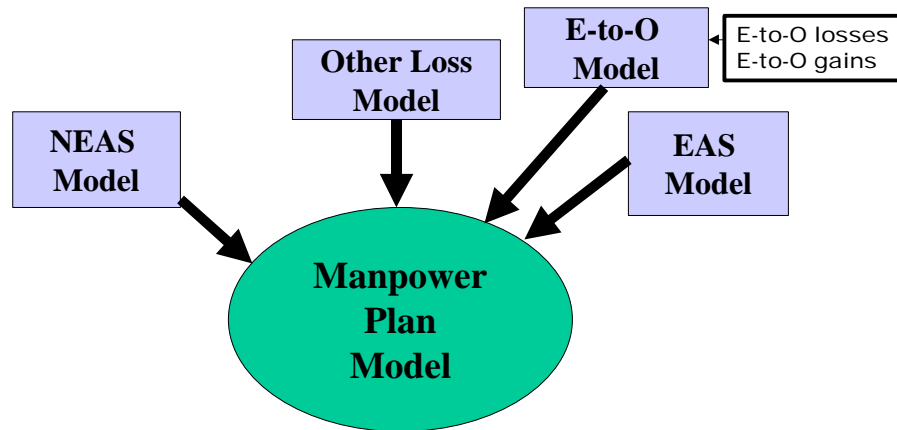 NEAS
Model
Other Loss
Model
E-to-O
Model
E-to-O losses
E-to-O gains
EAS
Model
Manpower
Plan
Model